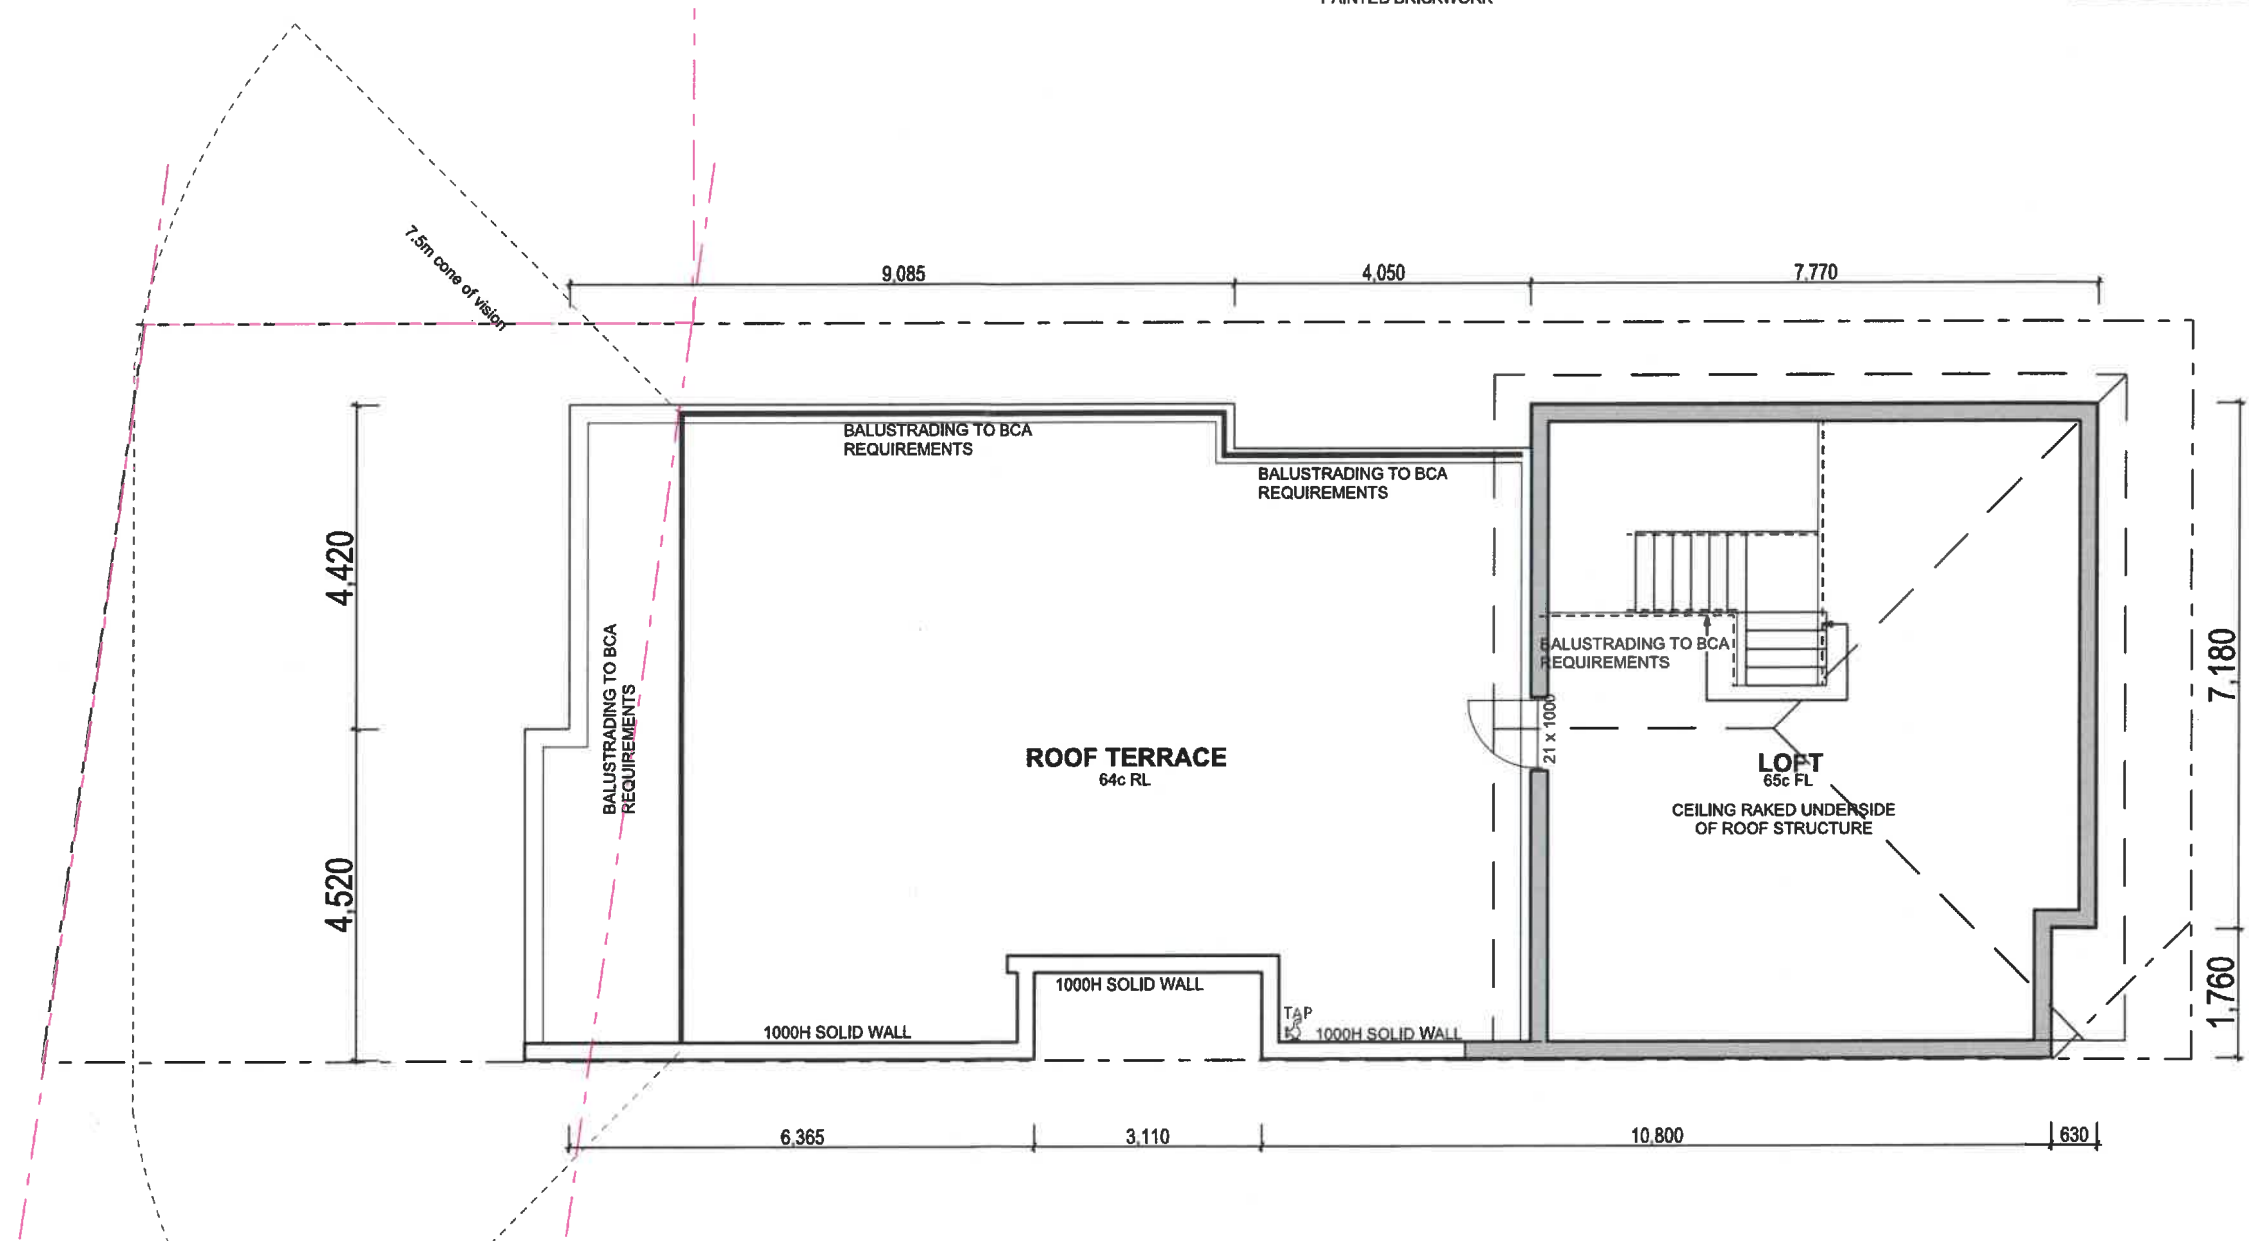 PAINTED BRICKWORK
7.5m cone of vision
9,085
4,050
7,770
BALUSTRADING TO BCA
REQUIREMENTS
BALUSTRADING TO BCA
REQUIREMENTS
4,420
BALUSTRADING TO BCA
REQUIREMENTS
BALUSTRADING TO BCA
REQUIREMENTS
7,180
21 x 1000
ROOF TERRACE
64c RL
LOFT
65c FL
CEILING RAKED UNDERSIDE
OF ROOF STRUCTURE
4,520
1000H SOLID WALL
1,760
TAP
1000H SOLID WALL
1000H SOLID WALL
6,365
3,110
10,800
630